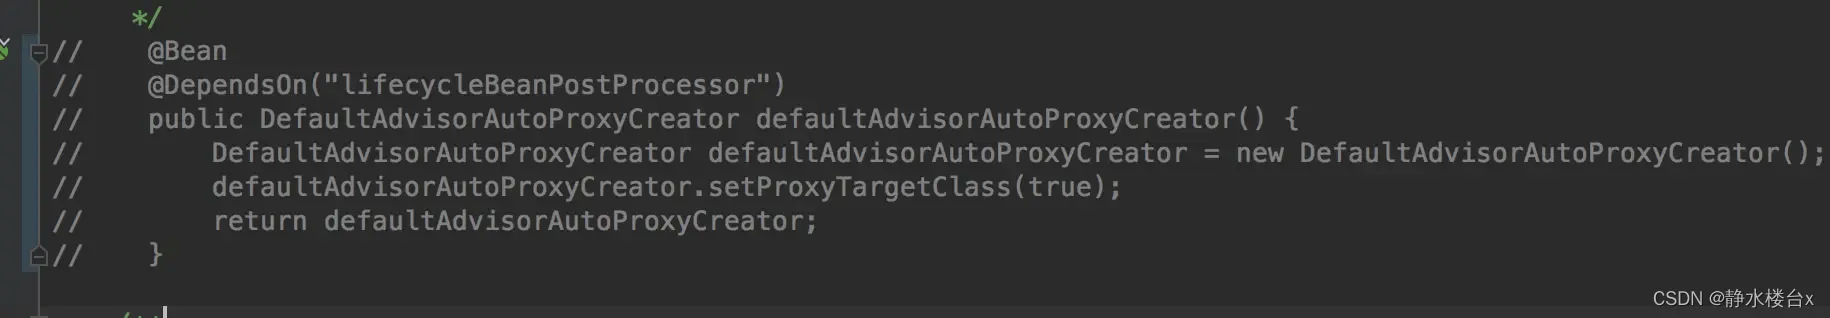 */
//    @Bean
//    @DependsOn("lifecycleBeanPostProcessor")
//    public DefaultAdvisorAutoProxyCreator defaultAdvisorAutoProxyCreator() {
//        DefaultAdvisorAutoProxyCreator defaultAdvisorAutoProxyCreator = new DefaultAdvisorAutoProxyCreator();
//        defaultAdvisorAutoProxyCreator.setProxyTargetClass(true);
//        return defaultAdvisorAutoProxyCreator;
//    }
CSDN @静水楼台x